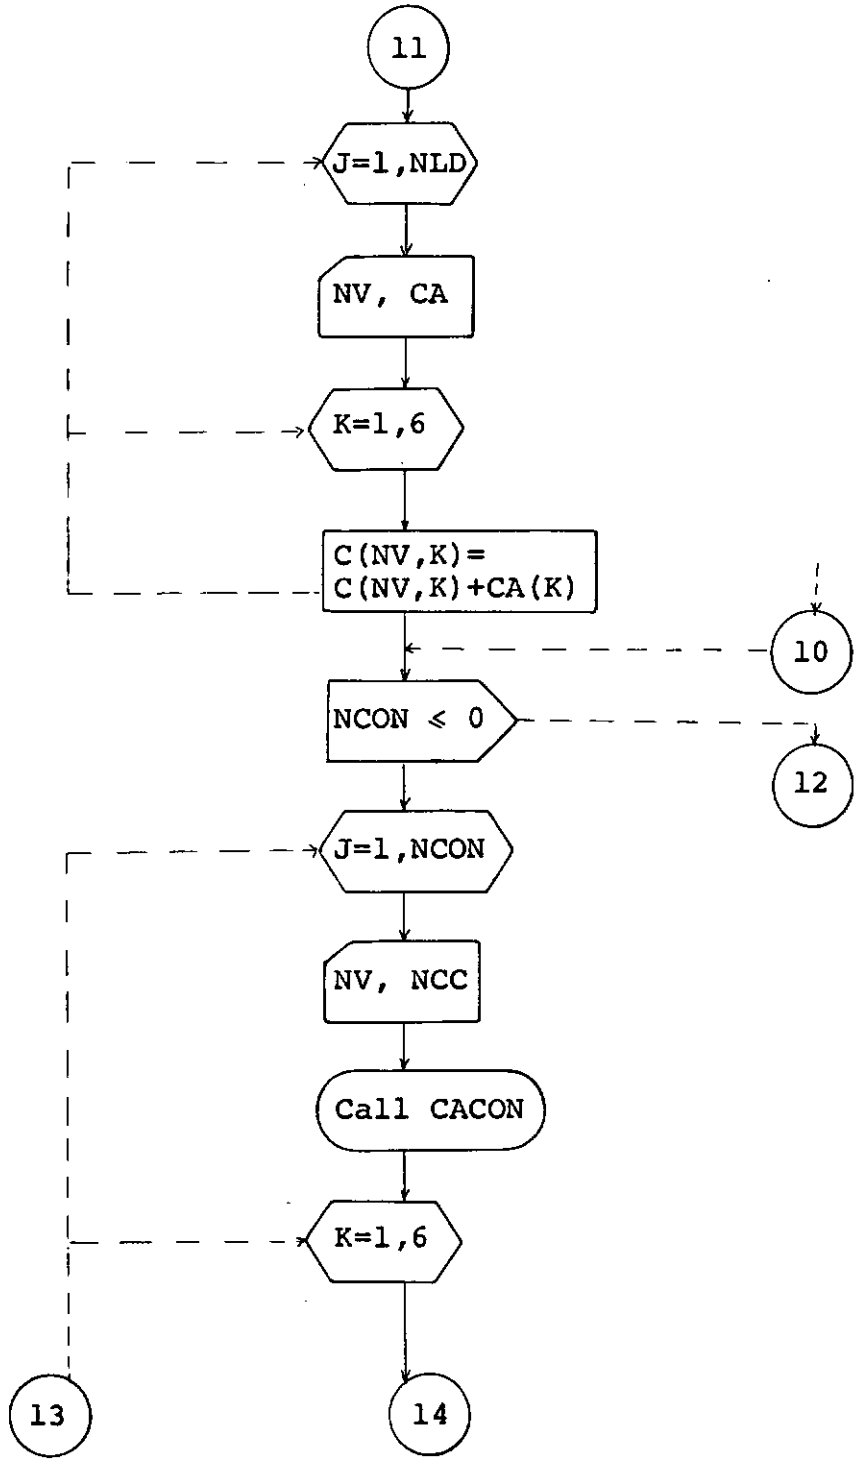 11
J=1,NLD
NV, CA
K=1,6
C(NV,K)=
C(NV,K)+CA(K)
10
NCON ≤ 0
12
J=1,NCON
NV, NCC
Call CACON
K=1,6
13
14